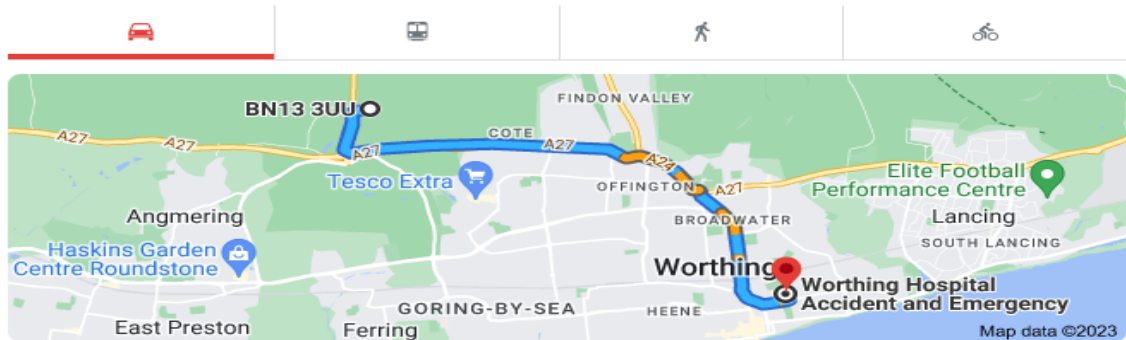 FINDON VALLEY
BN13 3UU
COTE
A27
A27
A27
A24
Tesco Extra
OFFINGTON
A27
Elite Football
Performance Centre
Angmering
BROADWATER
Lancing
Haskins Garden
Centre Roundstone
SOUTH LANCING
Worthing
Worthing Hospital
Accident and Emergency
GORING-BY-SEA
HEENE
East Preston
Ferring
Map data ©2023